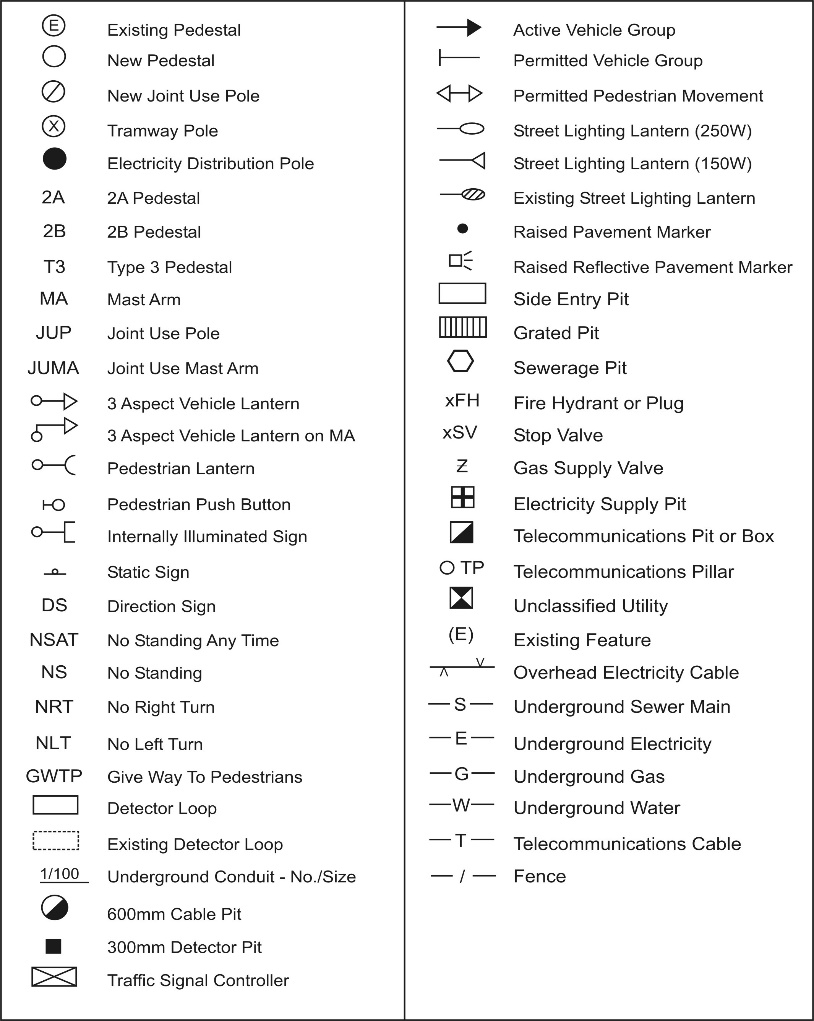 E Existing Pedestal
New Pedestal
New Joint Use Pole
X Tramway Pole
Electricity Distribution Pole
2A 2A Pedestal
2B 2B Pedestal
T3 Type 3 Pedestal
MA Mast Arm
JUP Joint Use Pole
JUMA Joint Use Mast Arm
3 Aspect Vehicle Lantern
3 Aspect Vehicle Lantern on MA
Pedestrian Lantern
Pedestrian Push Button
Internally Illuminated Sign
Static Sign
DS Direction Sign
NSAT No Standing Any Time
NS No Standing
NRT No Right Turn
NLT No Left Turn
GWTP Give Way To Pedestrians
Detector Loop
Existing Detector Loop
1/100 Underground Conduit - No./Size
600mm Cable Pit
300mm Detector Pit
Traffic Signal Controller
Active Vehicle Group
Permitted Vehicle Group
Permitted Pedestrian Movement
Street Lighting Lantern (250W)
Street Lighting Lantern (150W)
Existing Street Lighting Lantern
Raised Pavement Marker
Raised Reflective Pavement Marker
Side Entry Pit
Grated Pit
Sewerage Pit
xFH Fire Hydrant or Plug
xSV Stop Valve
Z Gas Supply Valve
Electricity Supply Pit
Telecommunications Pit or Box
TP Telecommunications Pillar
Unclassified Utility
(E) Existing Feature
Overhead Electricity Cable
— S — Underground Sewer Main
— E — Underground Electricity
— G — Underground Gas
— W — Underground Water
— T — Telecommunications Cable
— / — Fence